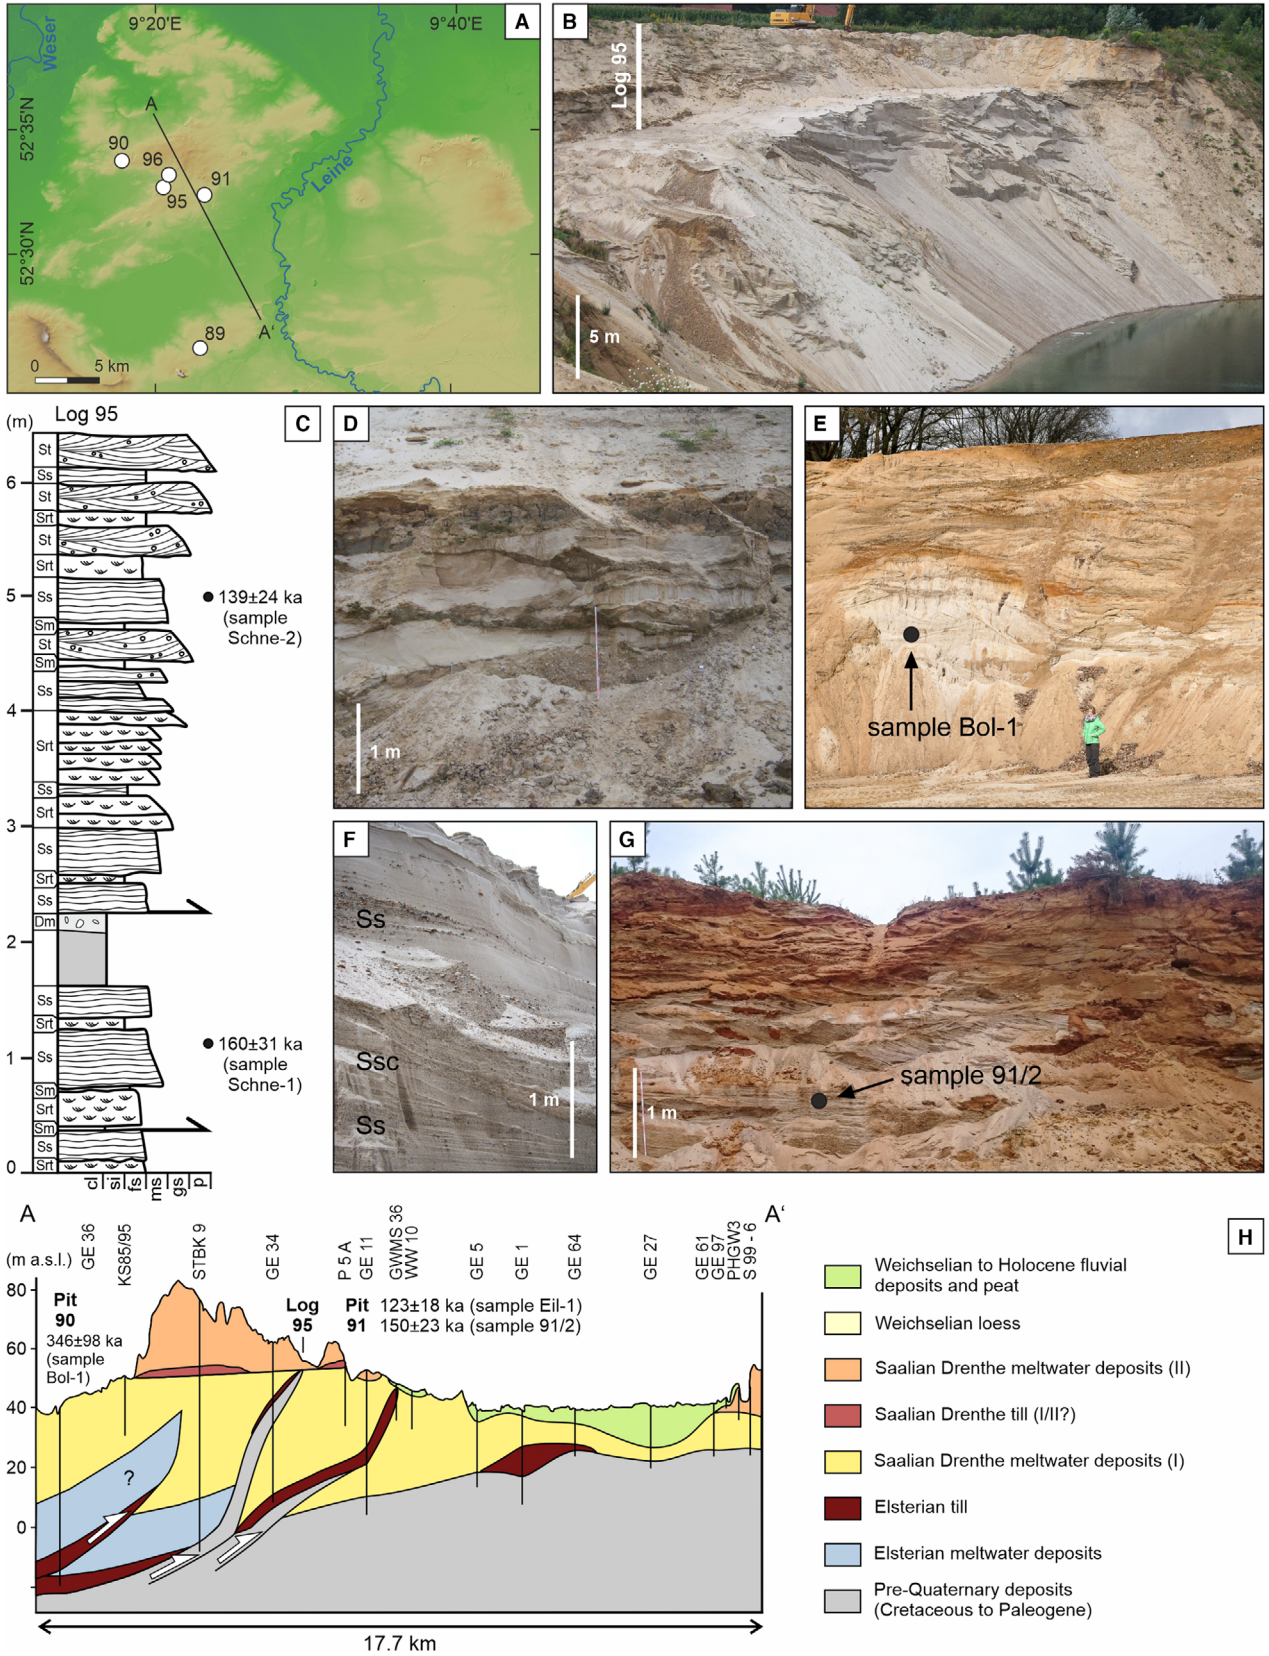 A
9°20'E
9°40'E
Weser
52°35'N
52°30'N
A
90
96
95
91
Leine
89
A'
0
5 km
B
Log 95
5 m
C
(m)
Log 95
St
Ss
6
St
Srt
St
Srt
5
Ss
139±24 ka
(sample
Schne-2)
Sm
St
Sm
Ss
4
Srt
Ss
Srt
3
Ss
Srt
Ss
Dm
2
Ss
Srt
1
Ss
160±31 ka
(sample
Schne-1)
Sm
Srt
Sm
Ss
0
Srt
cl
si
fs
ms
gs
p
D
1 m
E
sample Bol-1
F
Ss
Ssc
Ss
1 m
G
sample 91/2
1 m
H
A
A'
(m a.s.l.)
GE 36
KS85/95
STBK 9
GE 34
P 5 A
GE 11
GWMS 36
WW 10
GE 5
GE 1
GE 64
GE 27
GE 61
GE 97
PHGW3
S 99 - 6
80
60
40
20
0
Pit
90
346±98 ka
(sample
Bol-1)
Log
95
Pit
91
123±18 ka (sample Eil-1)
150±23 ka (sample 91/2)
?
17.7 km
Weichselian to Holocene fluvial
deposits and peat
Weichselian loess
Saalian Drenthe meltwater deposits (II)
Saalian Drenthe till (I/II?)
Saalian Drenthe meltwater deposits (I)
Elsterian till
Elsterian meltwater deposits
Pre-Quaternary deposits
(Cretaceous to Paleogene)